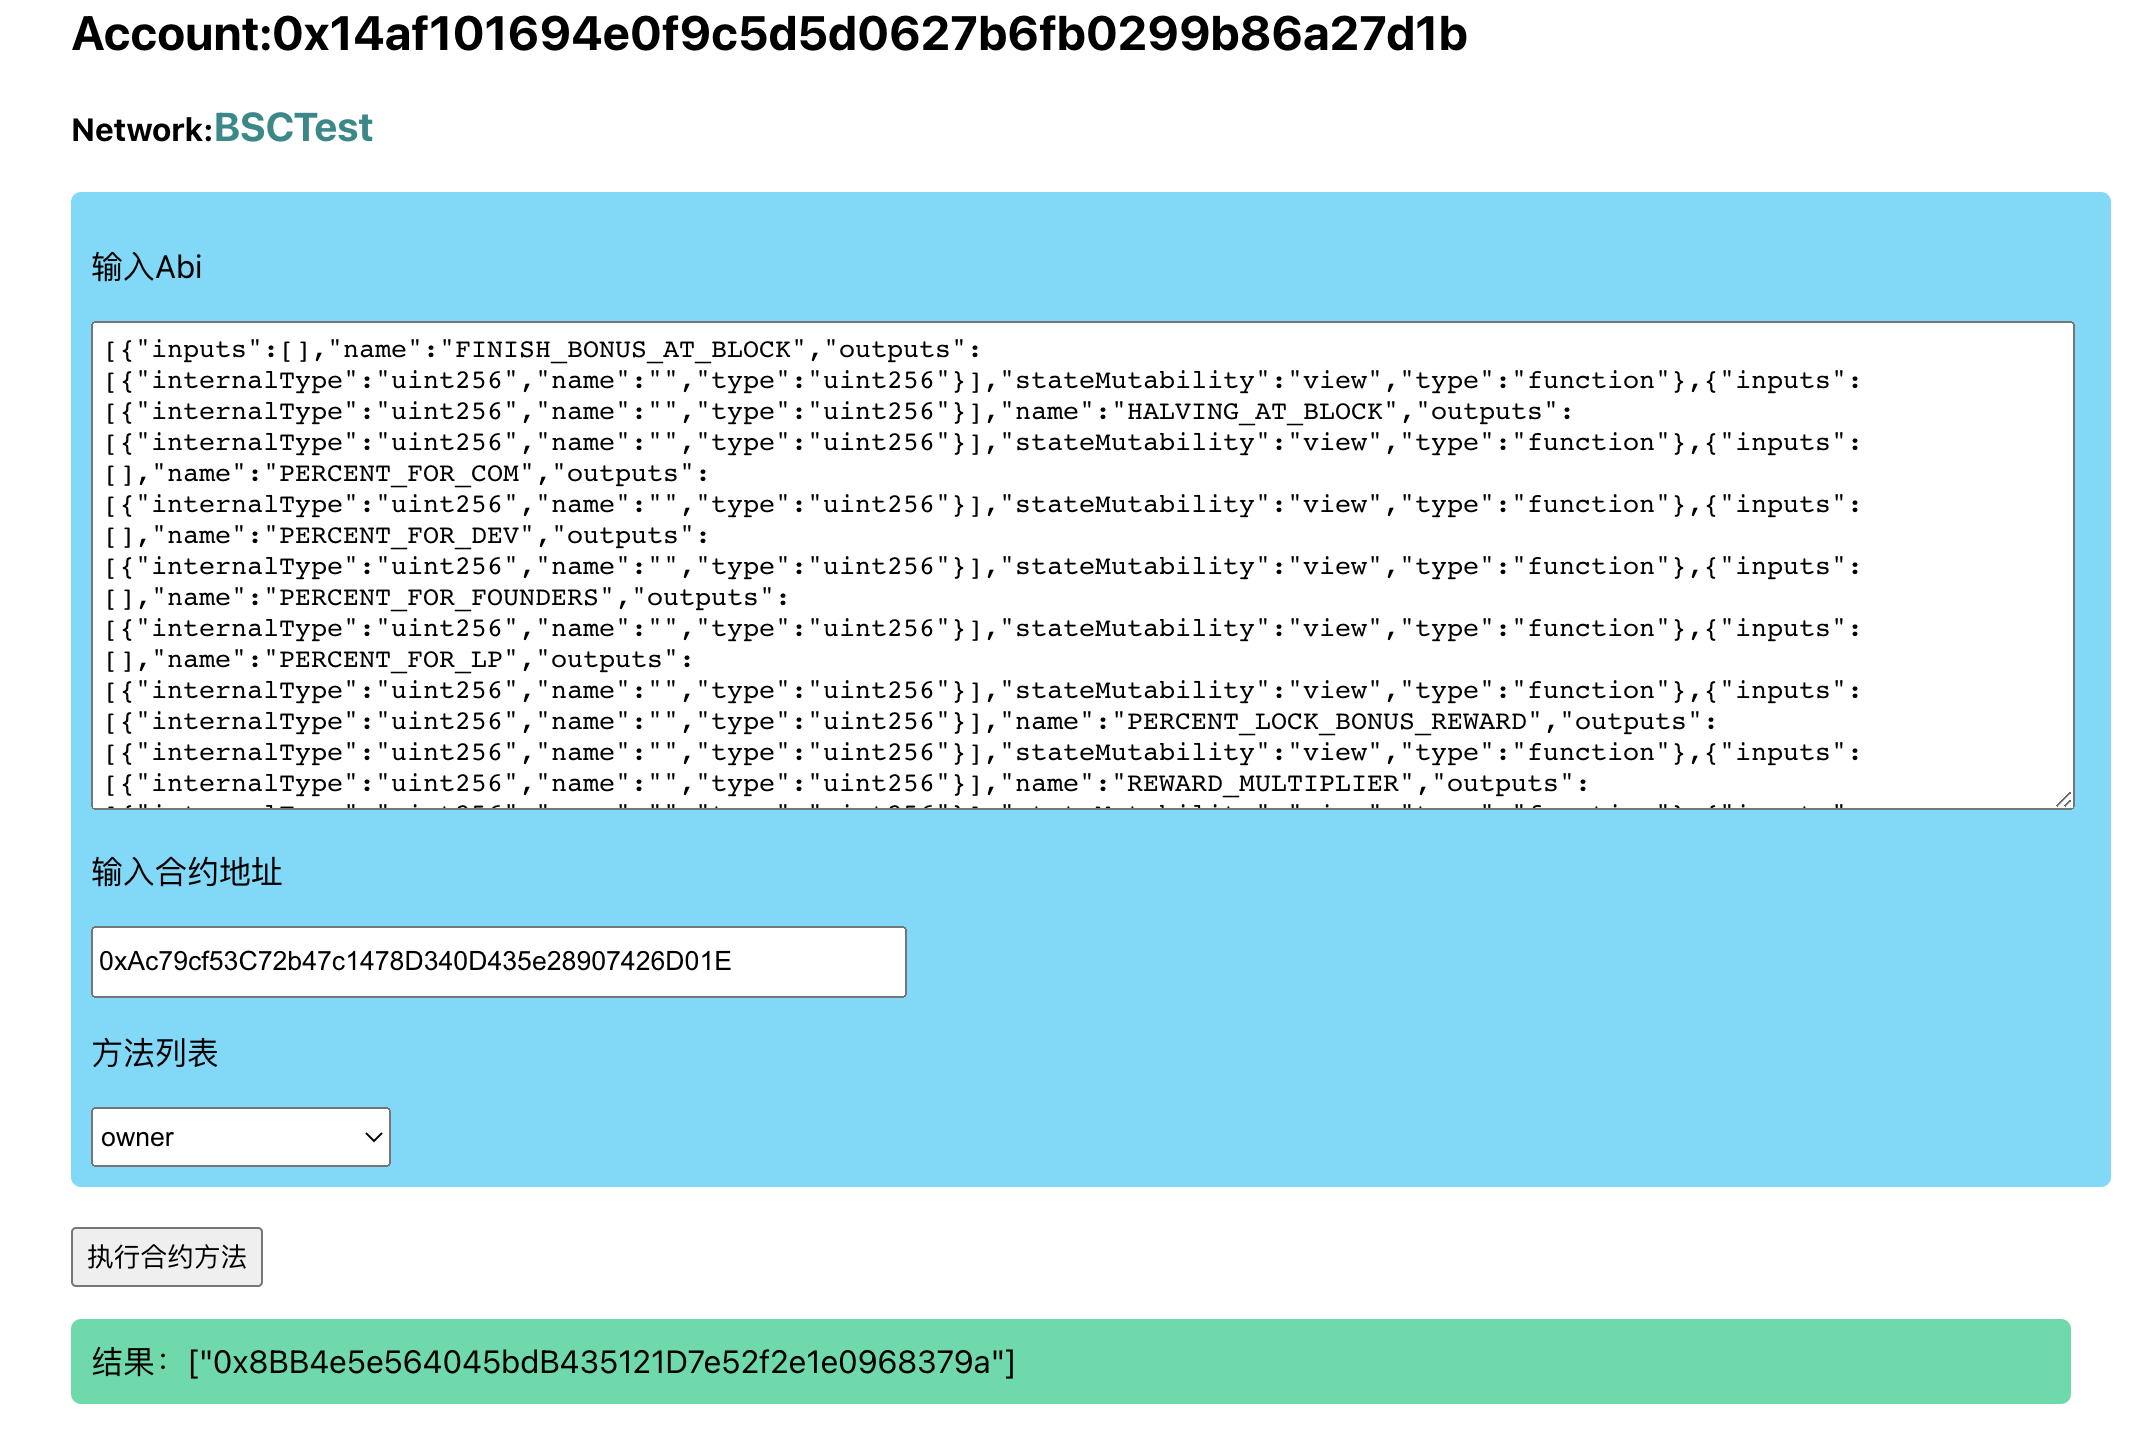 Account:0x14af101694e0f9c5d5d0627b6fb0299b86a27d1b
Network:BSCTest
输入Abi
[{"inputs":[],"name":"FINISH_BONUS_AT_BLOCK","outputs":
[{"internalType":"uint256","name":"","type":"uint256"}],"stateMutability":"view","type":"function"},{"inputs":
[{"internalType":"uint256","name":"","type":"uint256"}],"name":"HALVING_AT_BLOCK","outputs":
[{"internalType":"uint256","name":"","type":"uint256"}],"stateMutability":"view","type":"function"},{"inputs":
[],"name":"PERCENT_FOR_COM","outputs":
[{"internalType":"uint256","name":"","type":"uint256"}],"stateMutability":"view","type":"function"},{"inputs":
[],"name":"PERCENT_FOR_DEV","outputs":
[{"internalType":"uint256","name":"","type":"uint256"}],"stateMutability":"view","type":"function"},{"inputs":
[],"name":"PERCENT_FOR_FOUNDERS","outputs":
[{"internalType":"uint256","name":"","type":"uint256"}],"stateMutability":"view","type":"function"},{"inputs":
[],"name":"PERCENT_FOR_LP","outputs":
[{"internalType":"uint256","name":"","type":"uint256"}],"stateMutability":"view","type":"function"},{"inputs":
[{"internalType":"uint256","name":"","type":"uint256"}],"name":"PERCENT_LOCK_BONUS_REWARD","outputs":
[{"internalType":"uint256","name":"","type":"uint256"}],"stateMutability":"view","type":"function"},{"inputs":
[{"internalType":"uint256","name":"","type":"uint256"}],"name":"REWARD_MULTIPLIER","outputs":
输入合约地址
0xAc79cf53C72b47c1478D340D435e28907426D01E
方法列表
owner
执行合约方法
结果：["0x8BB4e5e564045bdB435121D7e52f2e1e0968379a"]